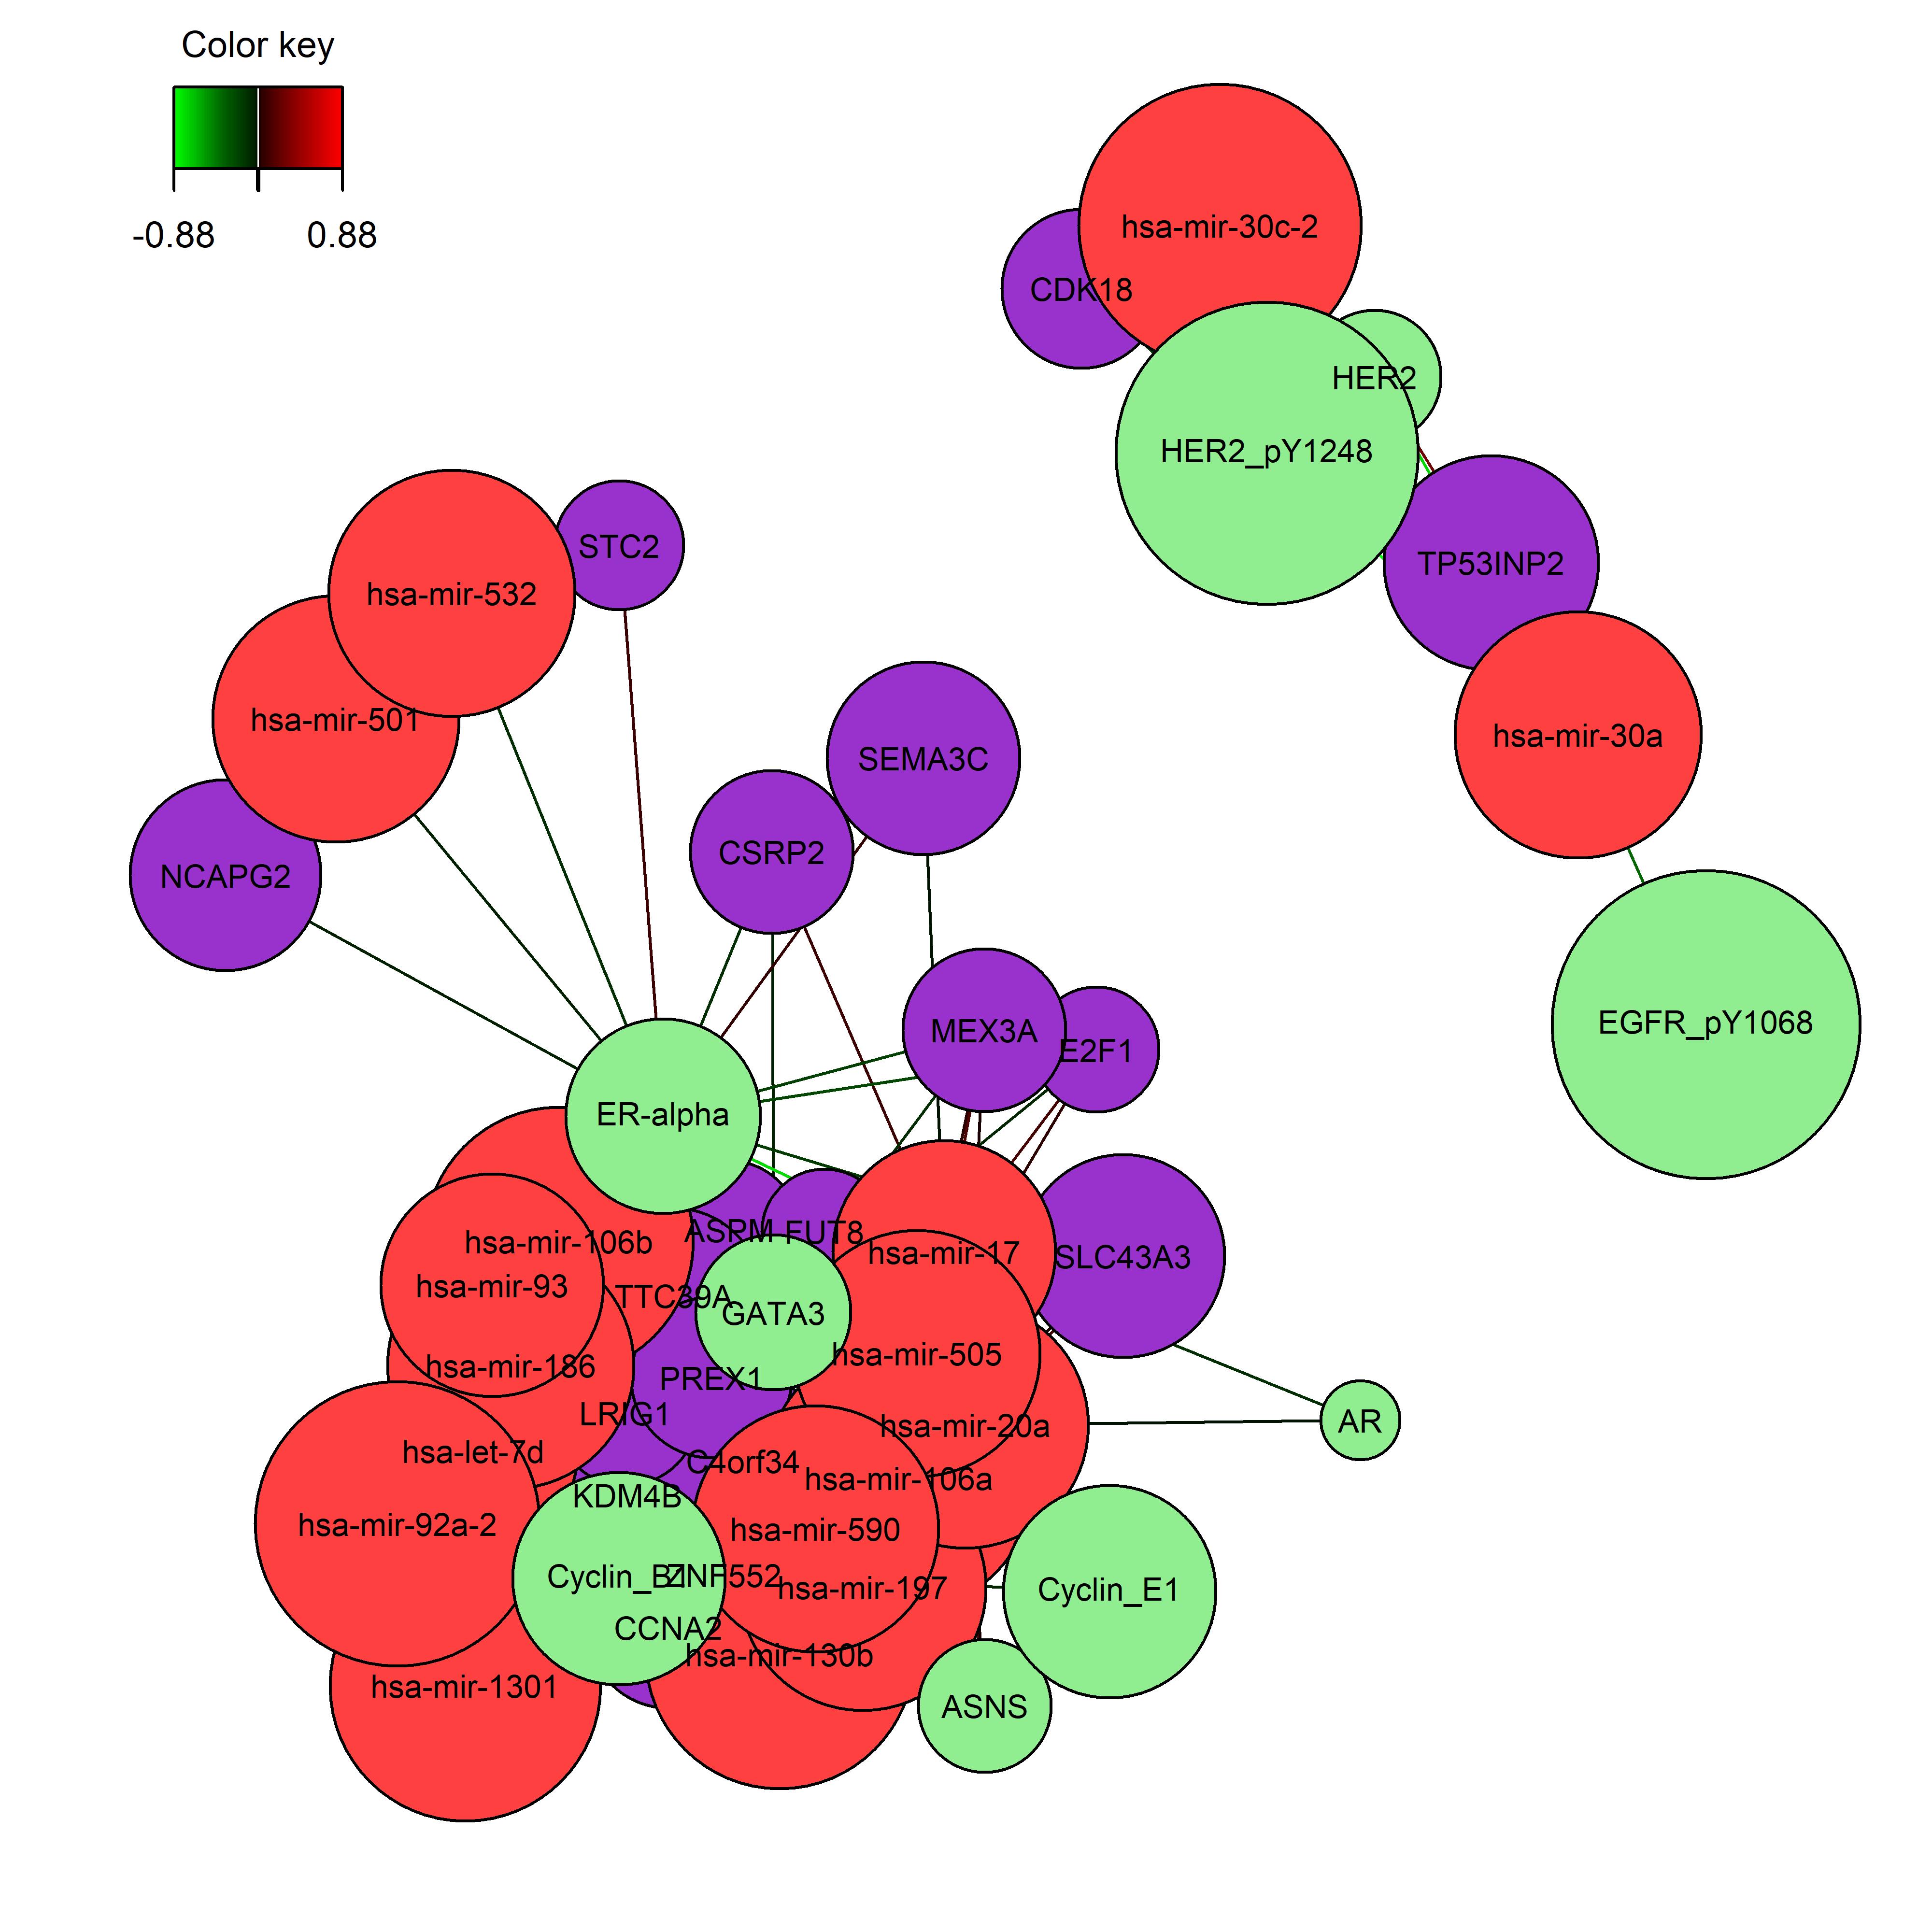 Color key
-0.88 0.88
hsa-mir-30c-2
CDK18
HER2
HER2_pY1248
STC2
TP53INP2
hsa-mir-532
hsa-mir-501
hsa-mir-30a
SEMA3C
CSRP2
NCAPG2
EGFR_pY1068
MEX3A
E2F1
ER-alpha
ASPM
FUT8
hsa-mir-106b
hsa-mir-17
SLC43A3
hsa-mir-93
TTC39A
GATA3
hsa-mir-505
hsa-mir-186
PREX1
LRIG1
hsa-mir-20a
AR
hsa-let-7d
C4orf34
hsa-mir-106a
KDM4B
hsa-mir-92a-2
hsa-mir-590
Cyclin_B1
ZNF552
hsa-mir-197
Cyclin_E1
CCNA2
hsa-mir-130b
hsa-mir-1301
ASNS